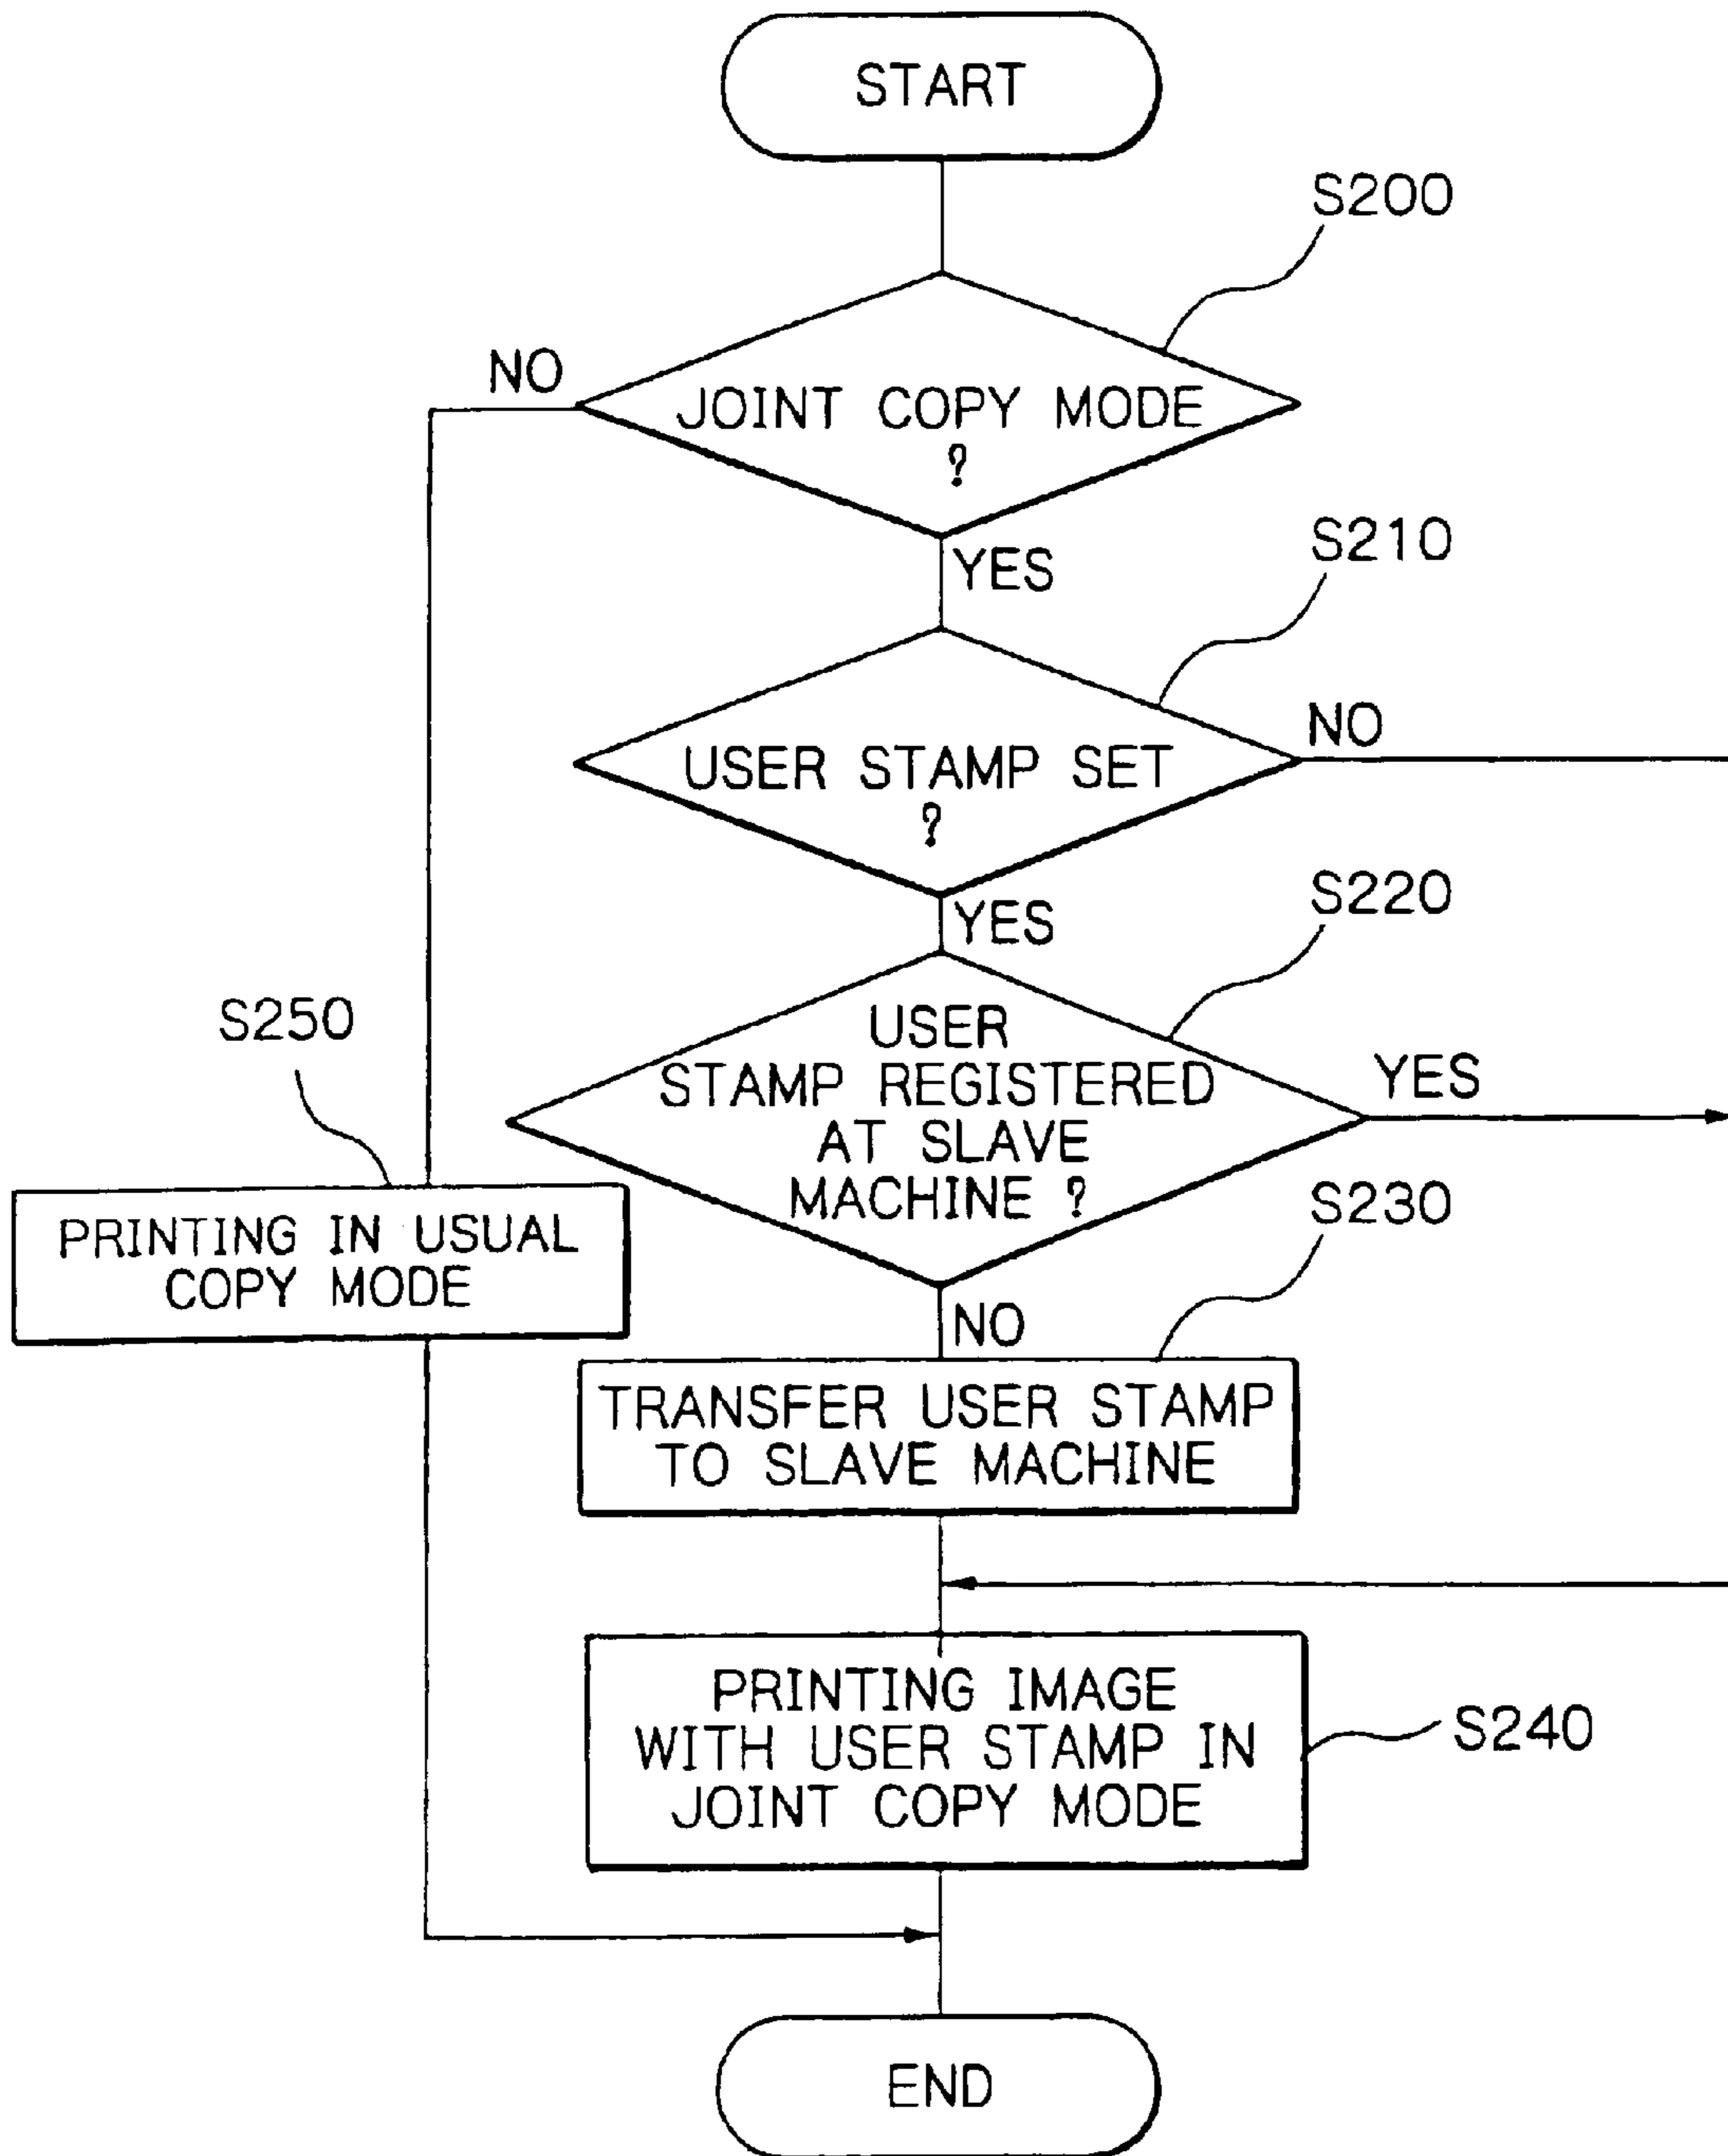 START
S200
NO
JOINT COPY MODE
?
YES
S210
NO
USER STAMP SET
?
YES
S220
USER
STAMP REGISTERED
AT SLAVE
MACHINE ?
YES
S250
PRINTING IN USUAL
COPY MODE
S230
NO
TRANSFER USER STAMP
TO SLAVE MACHINE
PRINTING IMAGE
WITH USER STAMP IN
JOINT COPY MODE
S240
END